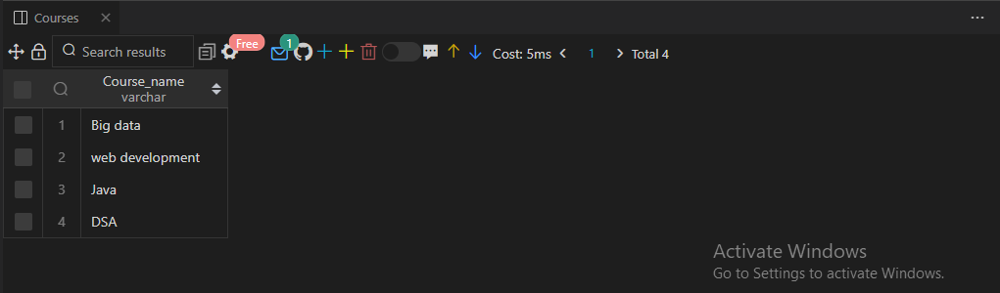 Courses
Search results
Free
1
Cost: 5ms
1
Total 4
Course_name
varchar
1 Big data
2 web development
3 Java
4 DSA
Activate Windows
Go to Settings to activate Windows.